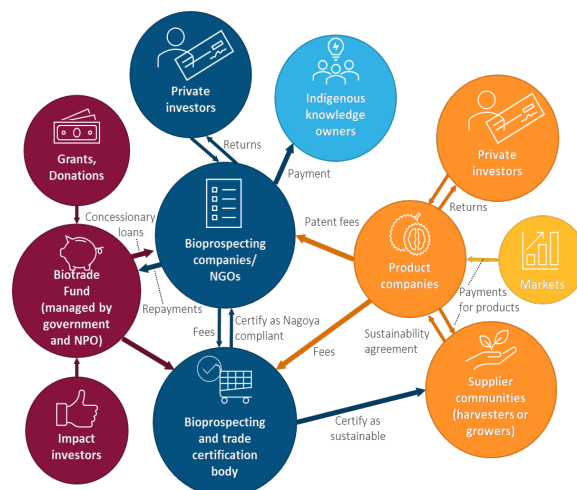 Private
investors
Indigenous
knowledge
owners
Grants,
Donations
Returns
Payment
Private
investors
Returns
Concessionary
loans
Patent fees
Bioprospecting
companies/
NGOs
Product
companies
Markets
Biotrade
Fund
(managed by
government
and NPO)
Repayments
Payments
for products
Fees
Certify as Nagoya
compliant
Sustainability
agreement
Fees
Supplier
communities
(harvesters or
growers)
Impact
investors
Bioprospecting
and trade
certification
body
Certify as
sustainable